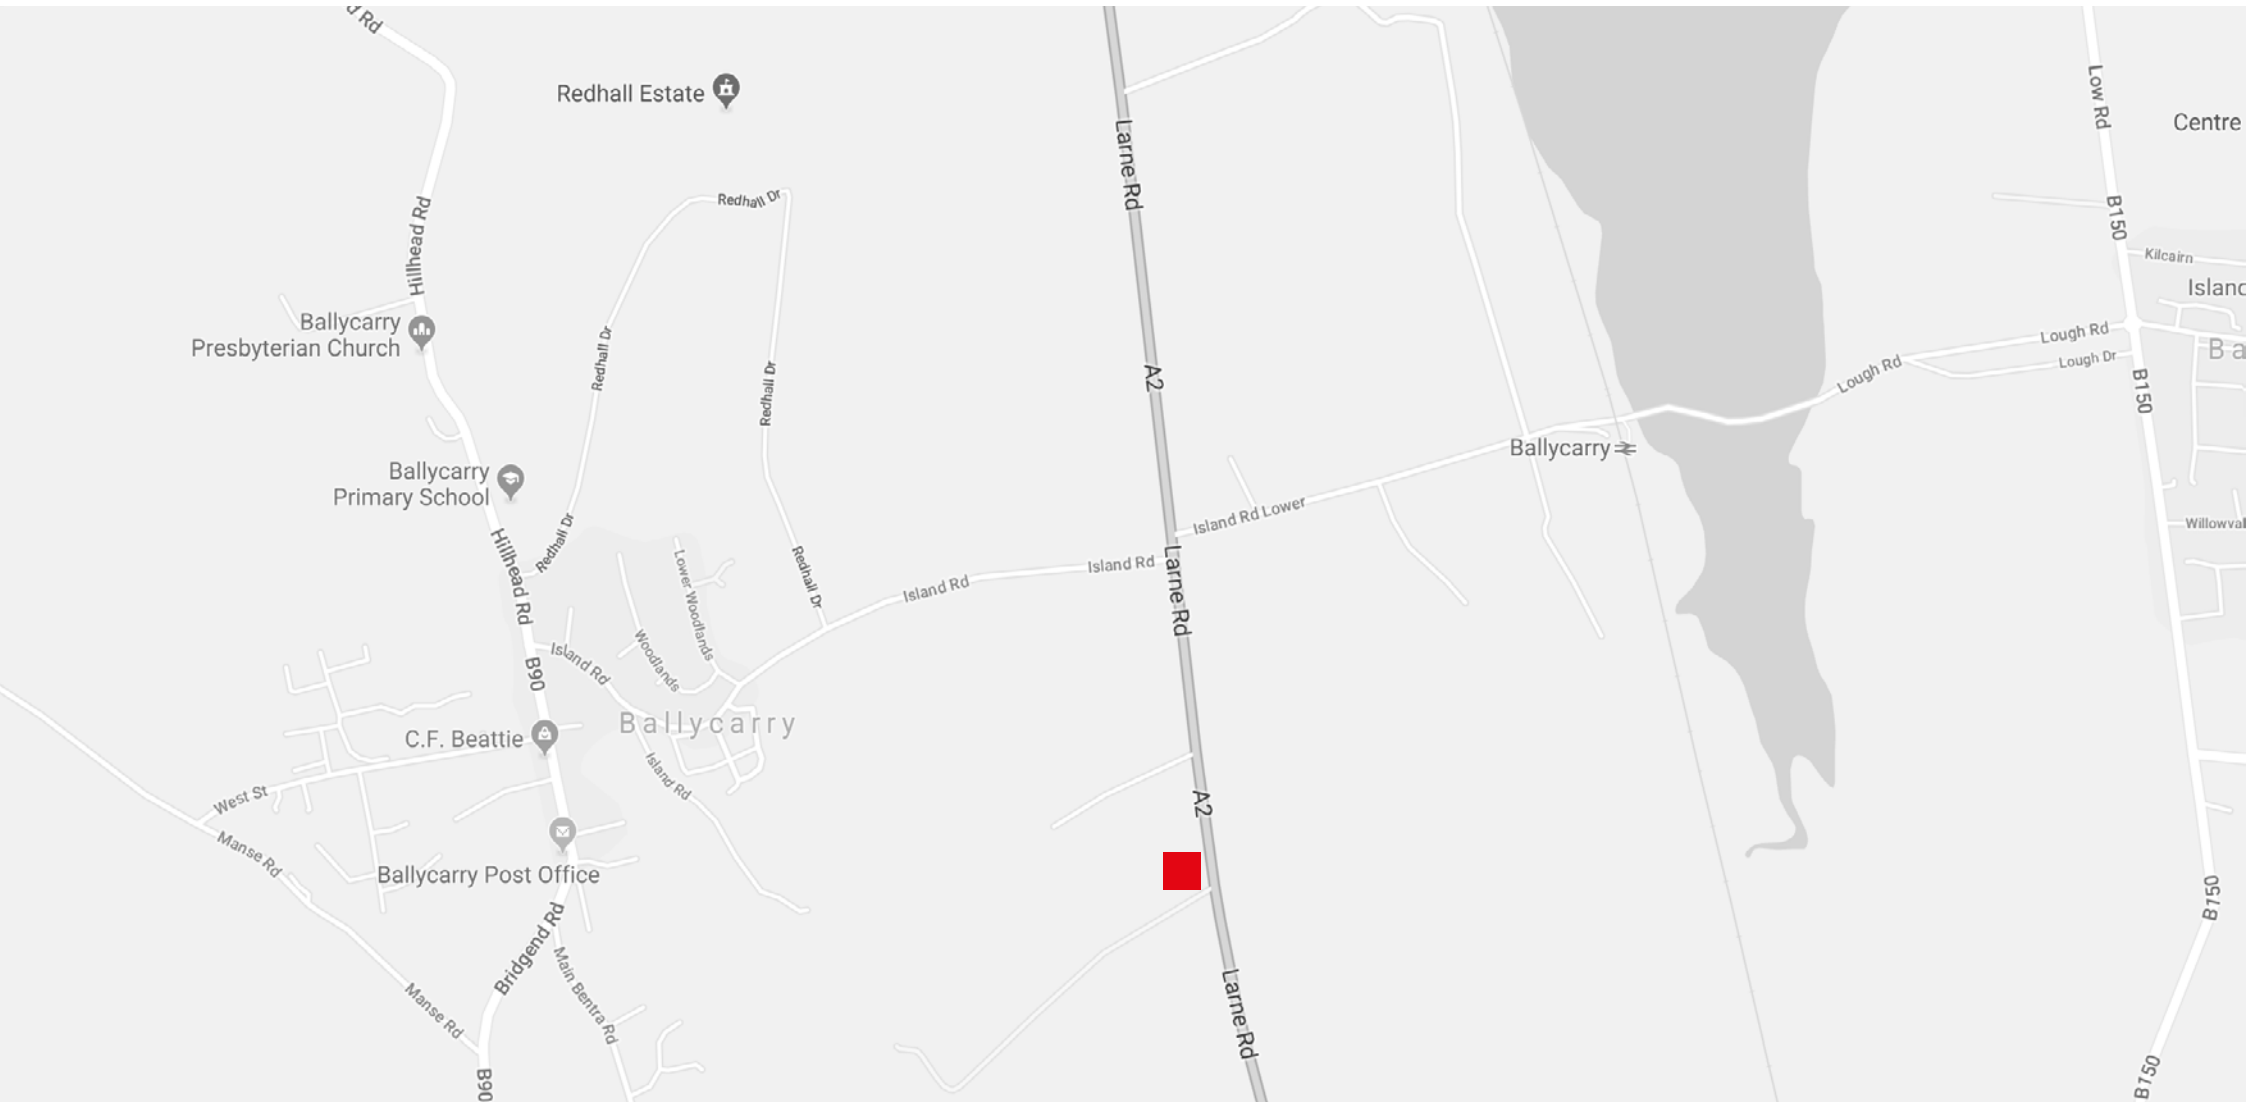 d Rd
Redhall Estate
Low Rd
Centre
Larne Rd
Redhall Dr
Hillhead Rd
B150
Kilcairn
Island
Ballycarry
Presbyterian Church
Redhall Dr
Redhall Dr
A2
Lough Rd
Lough Rd
Lough Dr
Ba
B150
Ballycarry
Ballycarry
Primary School
Hillhead Rd
Redhall Dr
Lower Woodlands
Redhall Dr
Island Rd
Island Rd
Island Rd Lower
Larne Rd
Willowval
Island Rd
Woodlands
B90
Ballycarry
C.F. Beattie
Island Rd
West St
A2
Manse Rd
Ballycarry Post Office
B150
Bridgend Rd
Main Bentra Rd
Manse Rd
Larne Rd
B90
B150